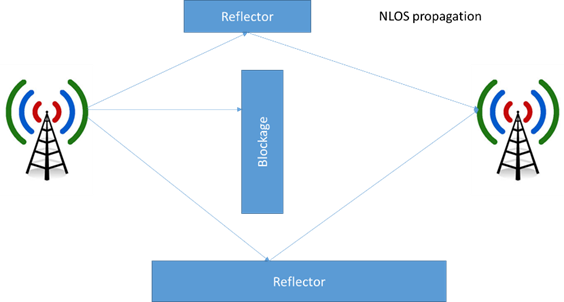 Reflector
NLOS propagation
Blockage
Reflector